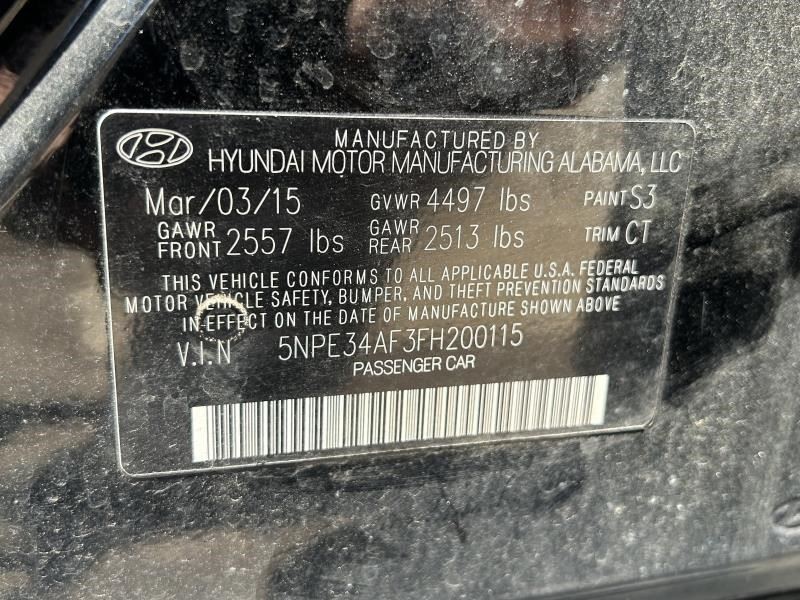 MANUFACTURED BY
HYUNDAI MOTOR MANUFACTURING ALABAMA, LLC
Mar/03/15 GVWR 4497 lbs PAINT S3
GAWR FRONT 2557 lbs GAWR REAR 2513 lbs TRIM CT
THIS VEHICLE CONFORMS TO ALL APPLICABLE U.S.A. FEDERAL
MOTOR VEHICLE SAFETY, BUMPER, AND THEFT PREVENTION STANDARDS
IN EFFECT ON THE DATE OF MANUFACTURE SHOWN ABOVE
V.I.N 5NPE34AF3FH200115
PASSENGER CAR